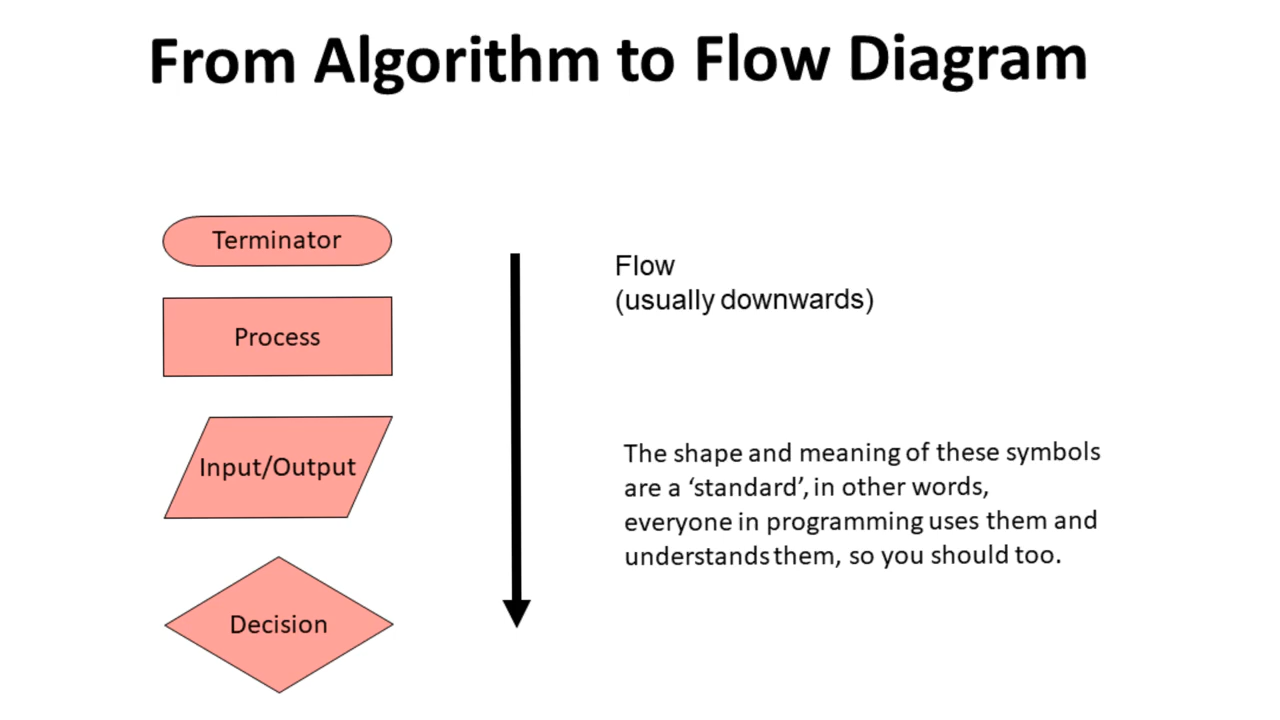 From Algorithm to Flow Diagram
Terminator
Process
Input/Output
Decision
Flow
(usually downwards)
The shape and meaning of these symbols
are a ‘standard’, in other words,
everyone in programming uses them and
understands them, so you should too.